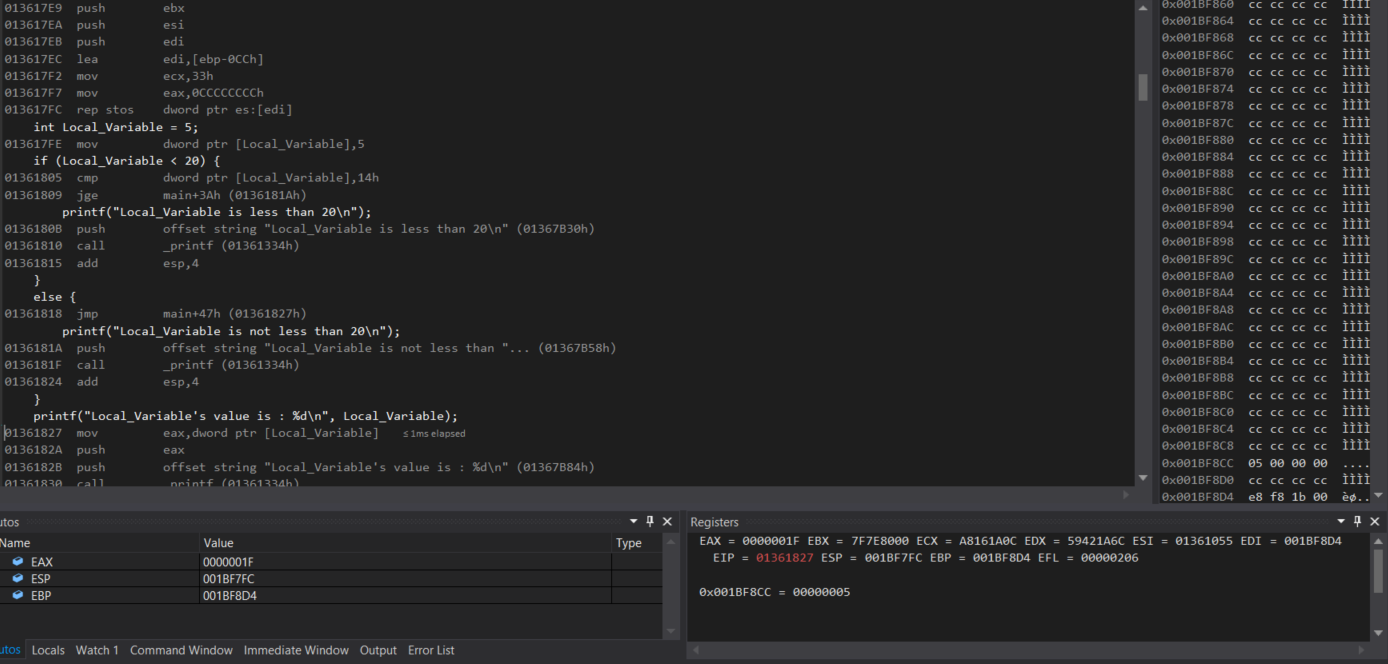 013617E9 push ebx
013617EA push esi
013617EB push edi
013617EC lea edi,[ebp-0CCh]
013617F2 mov ecx,33h
013617F7 mov eax,0CCCCCCCCh
013617FC rep stos dword ptr es:[edi]
int Local_Variable = 5;
013617FE mov dword ptr [Local_Variable],5
if (Local_Variable < 20) {
01361805 cmp dword ptr [Local_Variable],14h
01361809 jge main+3Ah (0136181Ah)
printf("Local_Variable is less than 20\n");
0136180B push offset string "Local_Variable is less than 20\n" (01367B30h)
01361810 call _printf (01361334h)
01361815 add esp,4
}
else {
01361818 jmp main+47h (01361827h)
printf("Local_Variable is not less than 20\n");
0136181A push offset string "Local_Variable is not less than "... (01367B58h)
0136181F call _printf (01361334h)
01361824 add esp,4
}
printf("Local_Variable's value is : %d\n", Local_Variable);
01361827 mov eax,dword ptr [Local_Variable] ≤ 1ms elapsed
0136182A push eax
0136182B push offset string "Local_Variable's value is : %d\n" (01367B84h)
01361830 call _printf (01361334h)
0x001BF860 cc cc cc cc ÌÌÌÌ
0x001BF864 cc cc cc cc ÌÌÌÌ
0x001BF868 cc cc cc cc ÌÌÌÌ
0x001BF86C cc cc cc cc ÌÌÌÌ
0x001BF870 cc cc cc cc ÌÌÌÌ
0x001BF874 cc cc cc cc ÌÌÌÌ
0x001BF878 cc cc cc cc ÌÌÌÌ
0x001BF87C cc cc cc cc ÌÌÌÌ
0x001BF880 cc cc cc cc ÌÌÌÌ
0x001BF884 cc cc cc cc ÌÌÌÌ
0x001BF888 cc cc cc cc ÌÌÌÌ
0x001BF88C cc cc cc cc ÌÌÌÌ
0x001BF890 cc cc cc cc ÌÌÌÌ
0x001BF894 cc cc cc cc ÌÌÌÌ
0x001BF898 cc cc cc cc ÌÌÌÌ
0x001BF89C cc cc cc cc ÌÌÌÌ
0x001BF8A0 cc cc cc cc ÌÌÌÌ
0x001BF8A4 cc cc cc cc ÌÌÌÌ
0x001BF8A8 cc cc cc cc ÌÌÌÌ
0x001BF8AC cc cc cc cc ÌÌÌÌ
0x001BF8B0 cc cc cc cc ÌÌÌÌ
0x001BF8B4 cc cc cc cc ÌÌÌÌ
0x001BF8B8 cc cc cc cc ÌÌÌÌ
0x001BF8BC cc cc cc cc ÌÌÌÌ
0x001BF8C0 cc cc cc cc ÌÌÌÌ
0x001BF8C4 cc cc cc cc ÌÌÌÌ
0x001BF8C8 cc cc cc cc ÌÌÌÌ
0x001BF8CC 05 00 00 00 ....
0x001BF8D0 cc cc cc cc ÌÌÌÌ
0x001BF8D4 e8 f8 1b 00 èø..
utos
Name Value Type
EAX 0000001F
ESP 001BF7FC
EBP 001BF8D4
utos Locals Watch 1 Command Window Immediate Window Output Error List
Registers
EAX = 0000001F EBX = 7F7E8000 ECX = A8161A0C EDX = 59421A6C ESI = 01361055 EDI = 001BF8D4
EIP = 01361827 ESP = 001BF7FC EBP = 001BF8D4 EFL = 00000206
0x001BF8CC = 00000005